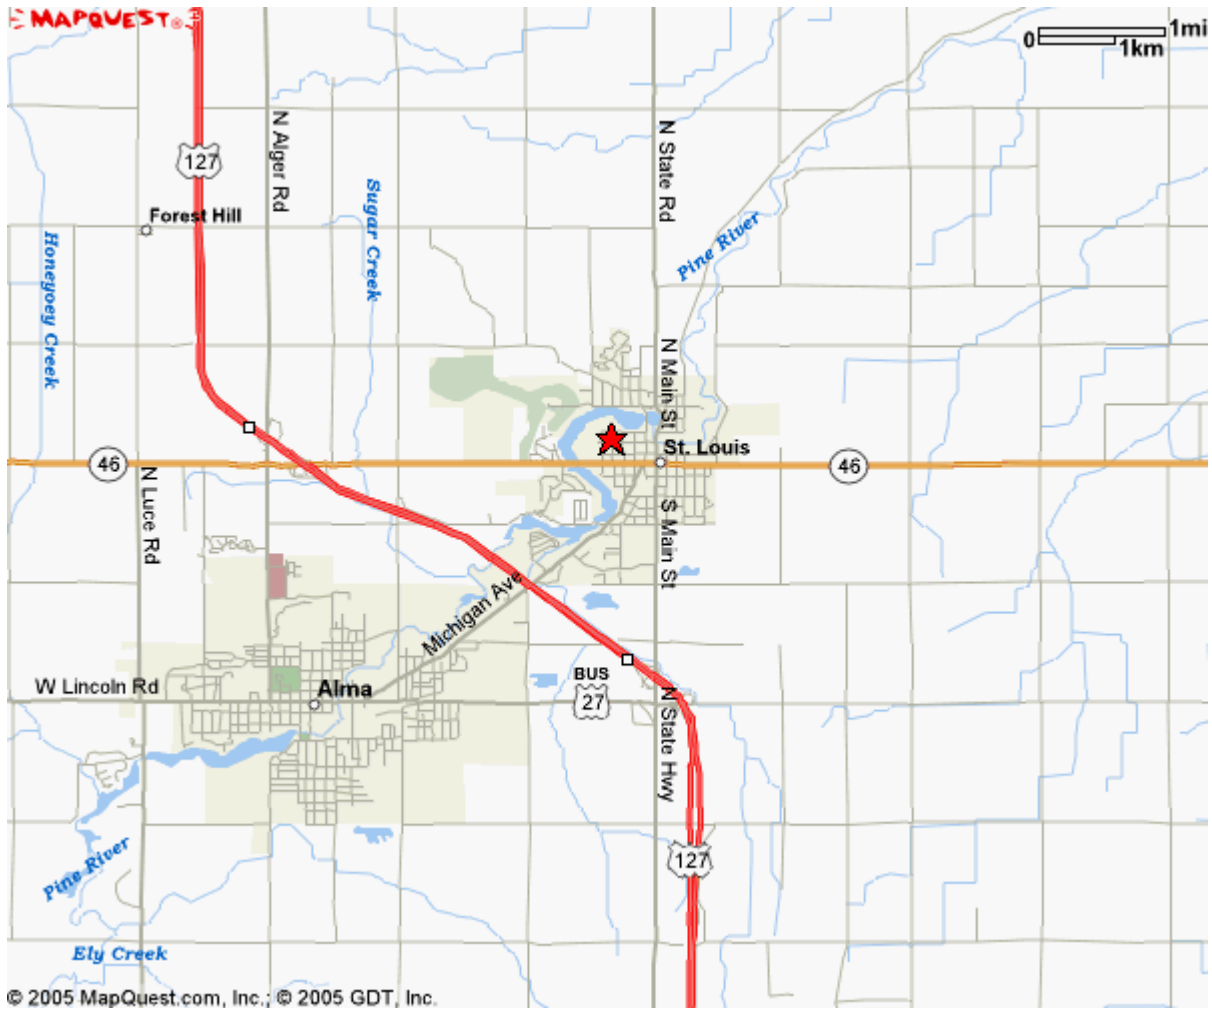 MAPQUEST®
0 1mi
1km
127
N Alger Rd
N State Rd
Sugar Creek
Forest Hill
Pine River
Honeyoey Creek
N Main St
St. Louis
46
46
N Luce Rd
S Main St
Michigan Ave
W Lincoln Rd
Alma
BUS
27
N State Hwy
127
Pine River
Ely Creek
© 2005 MapQuest.com, Inc.; © 2005 GDT, Inc.